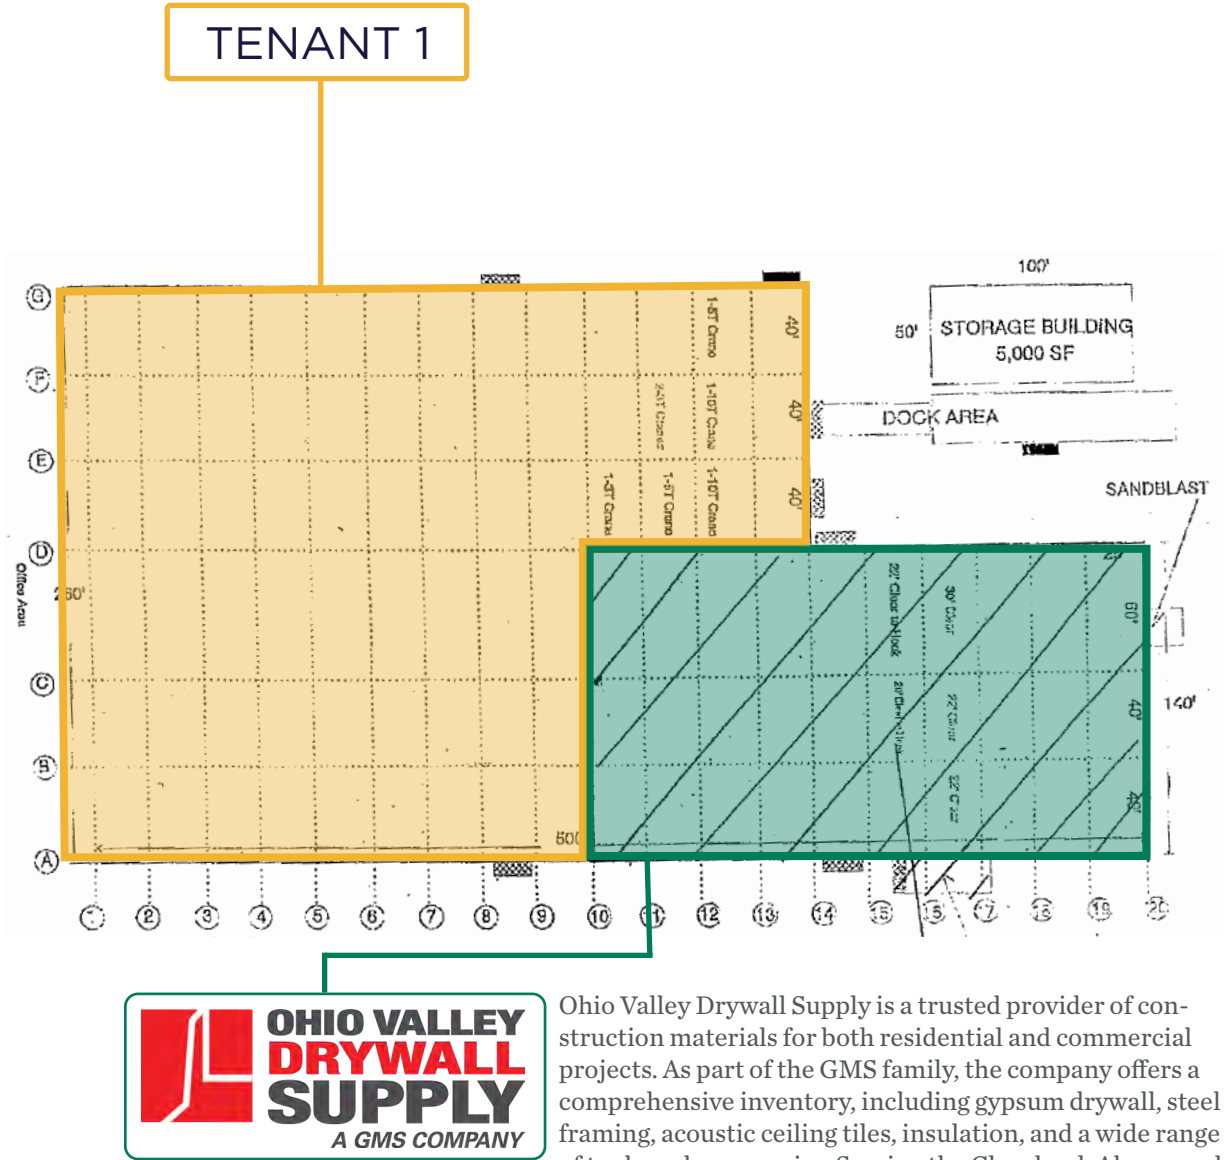 TENANT 1
100'
50'
STORAGE BUILDING
5,000 SF
DOCK AREA
SANDBLAST
G
F
E
D
C
B
A
Office Area
260'
1-5T Crane
40'
1-10T Crane
40'
1-3T Crane
1-5T Crane
1-10T Crane
40'
22' Clear to Hook
30' Clear
60'
22' Clear
40'
140'
22' Clear
40'
500
1 2 3 4 5 6 7 8 9 10 11 12 13 14 15 16 17 18 19 20
OHIO VALLEY
DRYWALL
SUPPLY
A GMS COMPANY
Ohio Valley Drywall Supply is a trusted provider of con-
struction materials for both residential and commercial
projects. As part of the GMS family, the company offers a
comprehensive inventory, including gypsum drywall, steel
framing, acoustic ceiling tiles, insulation, and a wide range